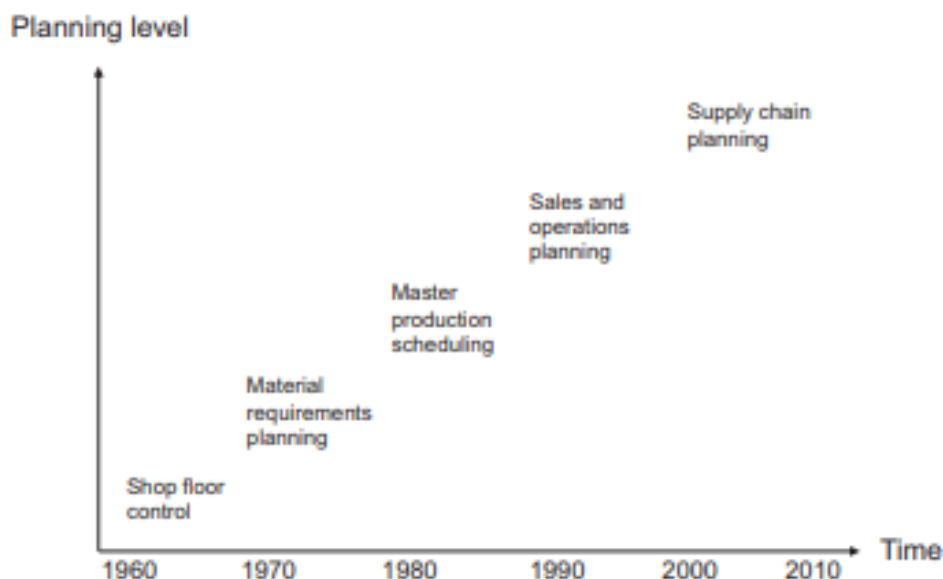 Planning level
Supply chain
planning
Sales and
operations
planning
Master
production
scheduling
Material
requirements
planning
Shop floor
control
Time
1960 1970 1980 1990 2000 2010